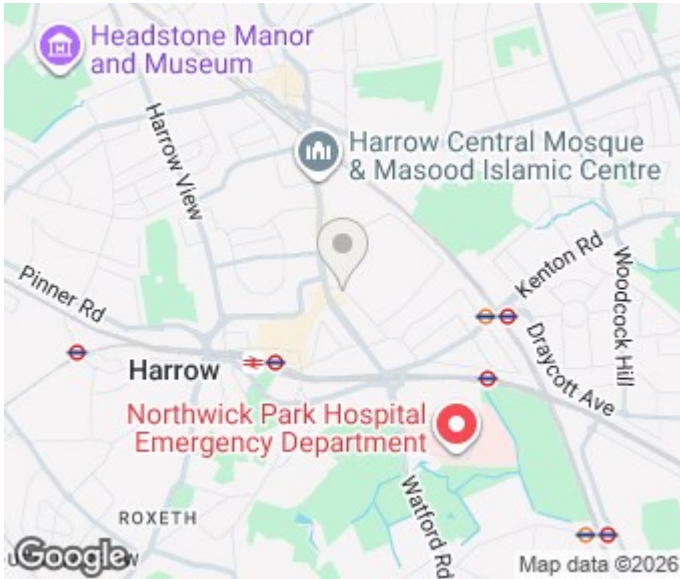 Headstone Manor
and Museum
Harrow View
Harrow Central Mosque
& Masood Islamic Centre
Pinner Rd
Kenton Rd
Woodcock Hill
Draycott Ave
Harrow
Northwick Park Hospital
Emergency Department
Watford Rd
ROXETH
Google
Map data ©2026